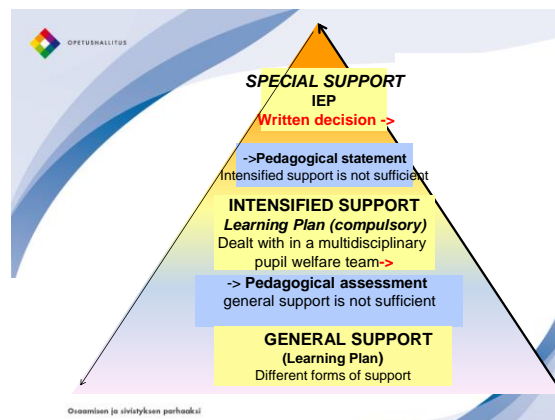 OPETUSHALLITUS
SPECIAL SUPPORT
IEP
Written decision ->
->Pedagogical statement
Intensified support is not sufficient
INTENSIFIED SUPPORT
Learning Plan (compulsory)
Dealt with in a multidisciplinary
pupil welfare team->
-> Pedagogical assessment
general support is not sufficient
GENERAL SUPPORT
(Learning Plan)
Different forms of support
Osaamisen ja sivistyksen parhaaksi